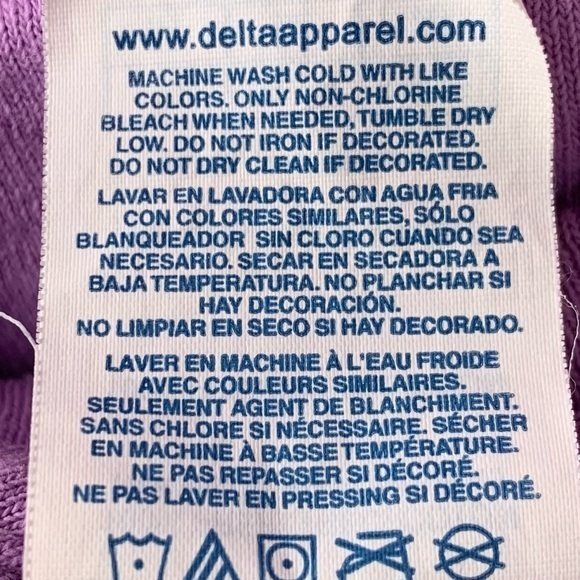 www.deltaapparel.com
MACHINE WASH COLD WITH LIKE
COLORS. ONLY NON-CHLORINE
BLEACH WHEN NEEDED, TUMBLE DRY
LOW. DO NOT IRON IF DECORATED.
DO NOT DRY CLEAN IF DECORATED.
LAVAR EN LAVADORA CON AGUA FRIA
CON COLORES SIMILARES, SÓLO
BLANQUEADOR SIN CLORO CUANDO SEA
NECESARIO. SECAR EN SECADORA A
BAJA TEMPERATURA. NO PLANCHAR SI
HAY DECORACIÓN.
NO LIMPIAR EN SECO SI HAY DECORADO.
LAVER EN MACHINE À L'EAU FROIDE
AVEC COULEURS SIMILAIRES.
SEULEMENT AGENT DE BLANCHIMENT.
SANS CHLORE SI NÉCESSAIRE. SÉCHER
EN MACHINE À BASSE TEMPÉRATURE.
NE PAS REPASSER SI DÉCORÉ.
NE PAS LAVER EN PRESSING SI DÉCORÉ.